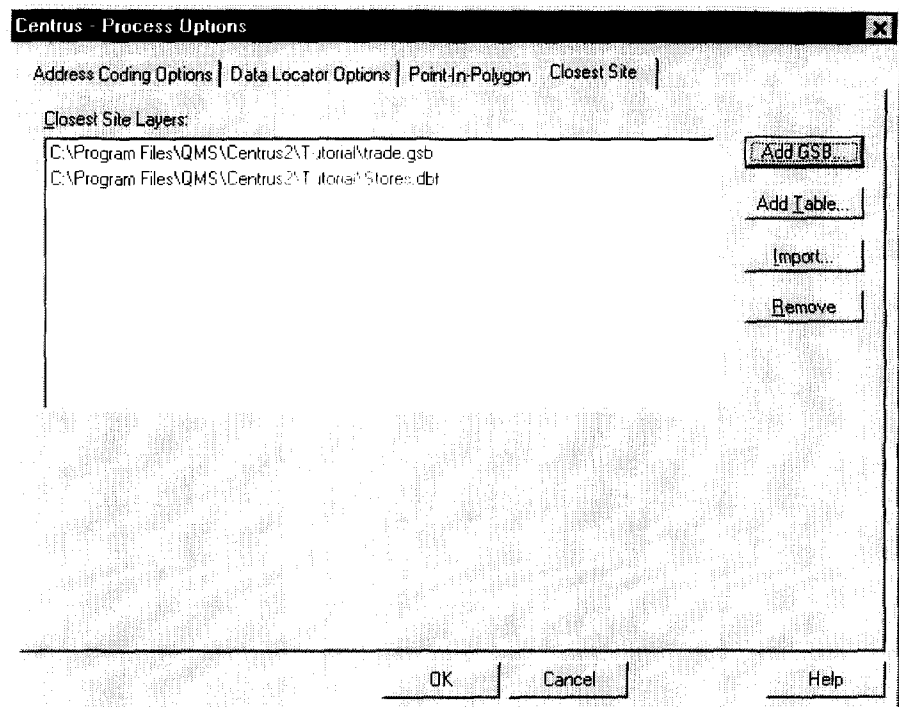 Centrus - Process Options
Address Coding Options Data Locator Options Point-In-Polygon Closest Site
Closest Site Layers:
C:\Program Files\QMS\Centrus2\Tutorial\trade.gsb
C:\Program Files\QMS\Centrus2\Tutorial\Stores.dbf
Add GSB...
Add Table...
Import...
Remove
OK Cancel Help